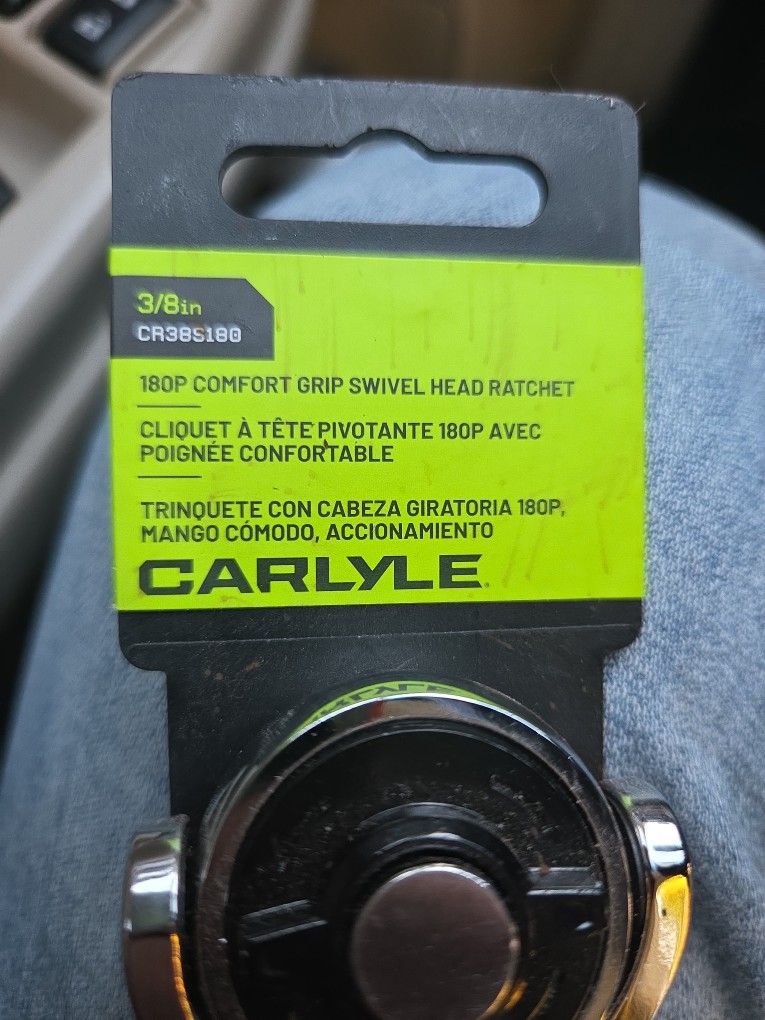 3/8in
CR38S180
180P COMFORT GRIP SWIVEL HEAD RATCHET
CLIQUET À TÊTE PIVOTANTE 180P AVEC
POIGNÉE CONFORTABLE
TRINQUETE CON CABEZA GIRATORIA 180P,
MANGO CÓMODO, ACCIONAMIENTO
CARLYLE